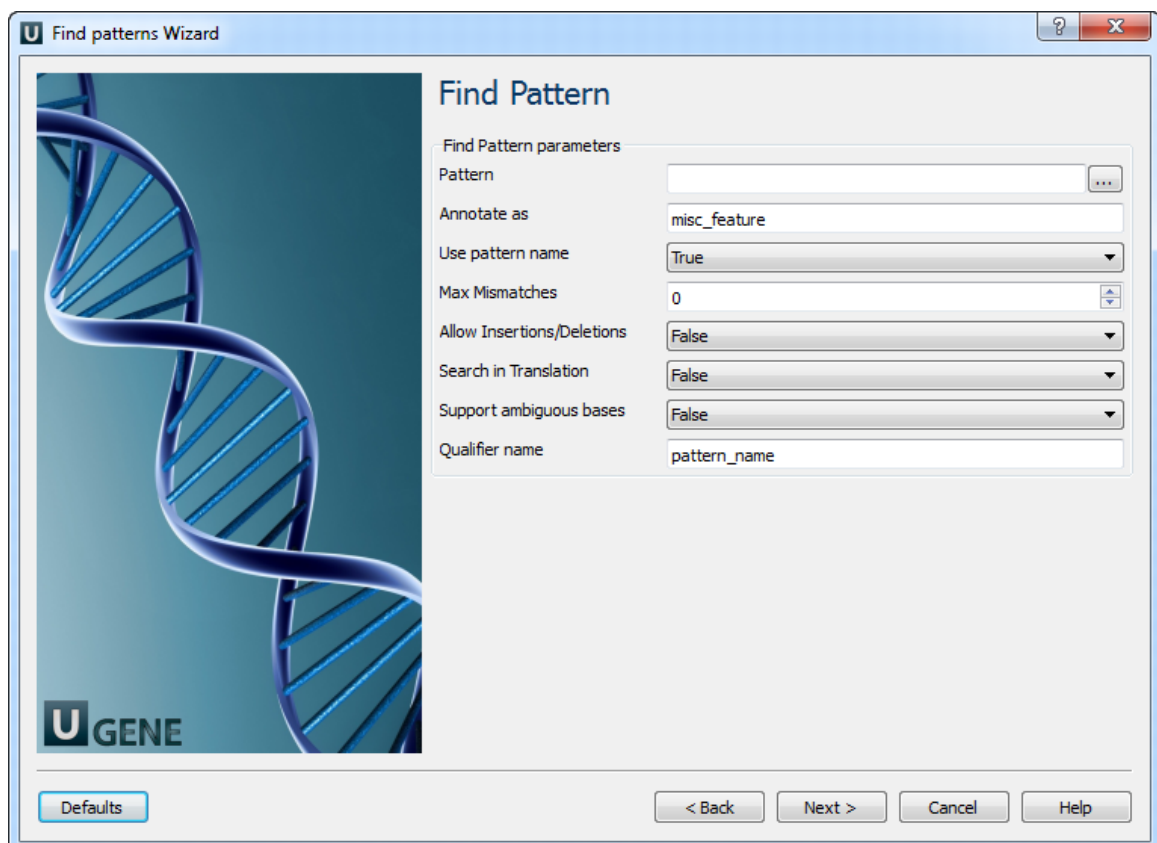 U Find patterns Wizard
Find Pattern
Find Pattern parameters
Pattern ...
Annotate as misc_feature
Use pattern name True
Max Mismatches 0
Allow Insertions/Deletions False
Search in Translation False
Support ambiguous bases False
Qualifier name pattern_name
U GENE
Defaults < Back Next > Cancel Help